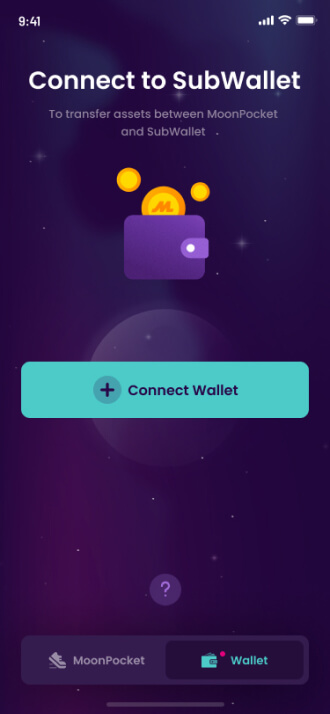 9:41
Connect to SubWallet
To transfer assets between MoonPocket
and SubWallet
M
Connect Wallet
?
MoonPocket
Wallet